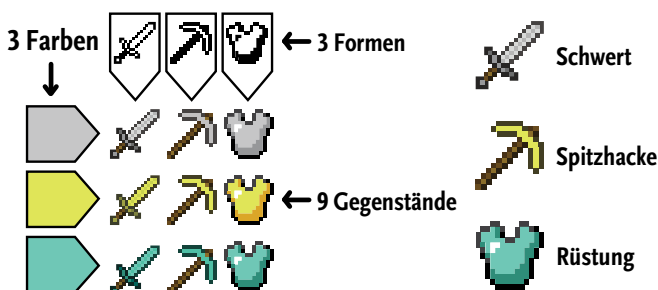 3 Farben
3 Formen
Schwert
Spitzhacke
9 Gegenstände
Rüstung